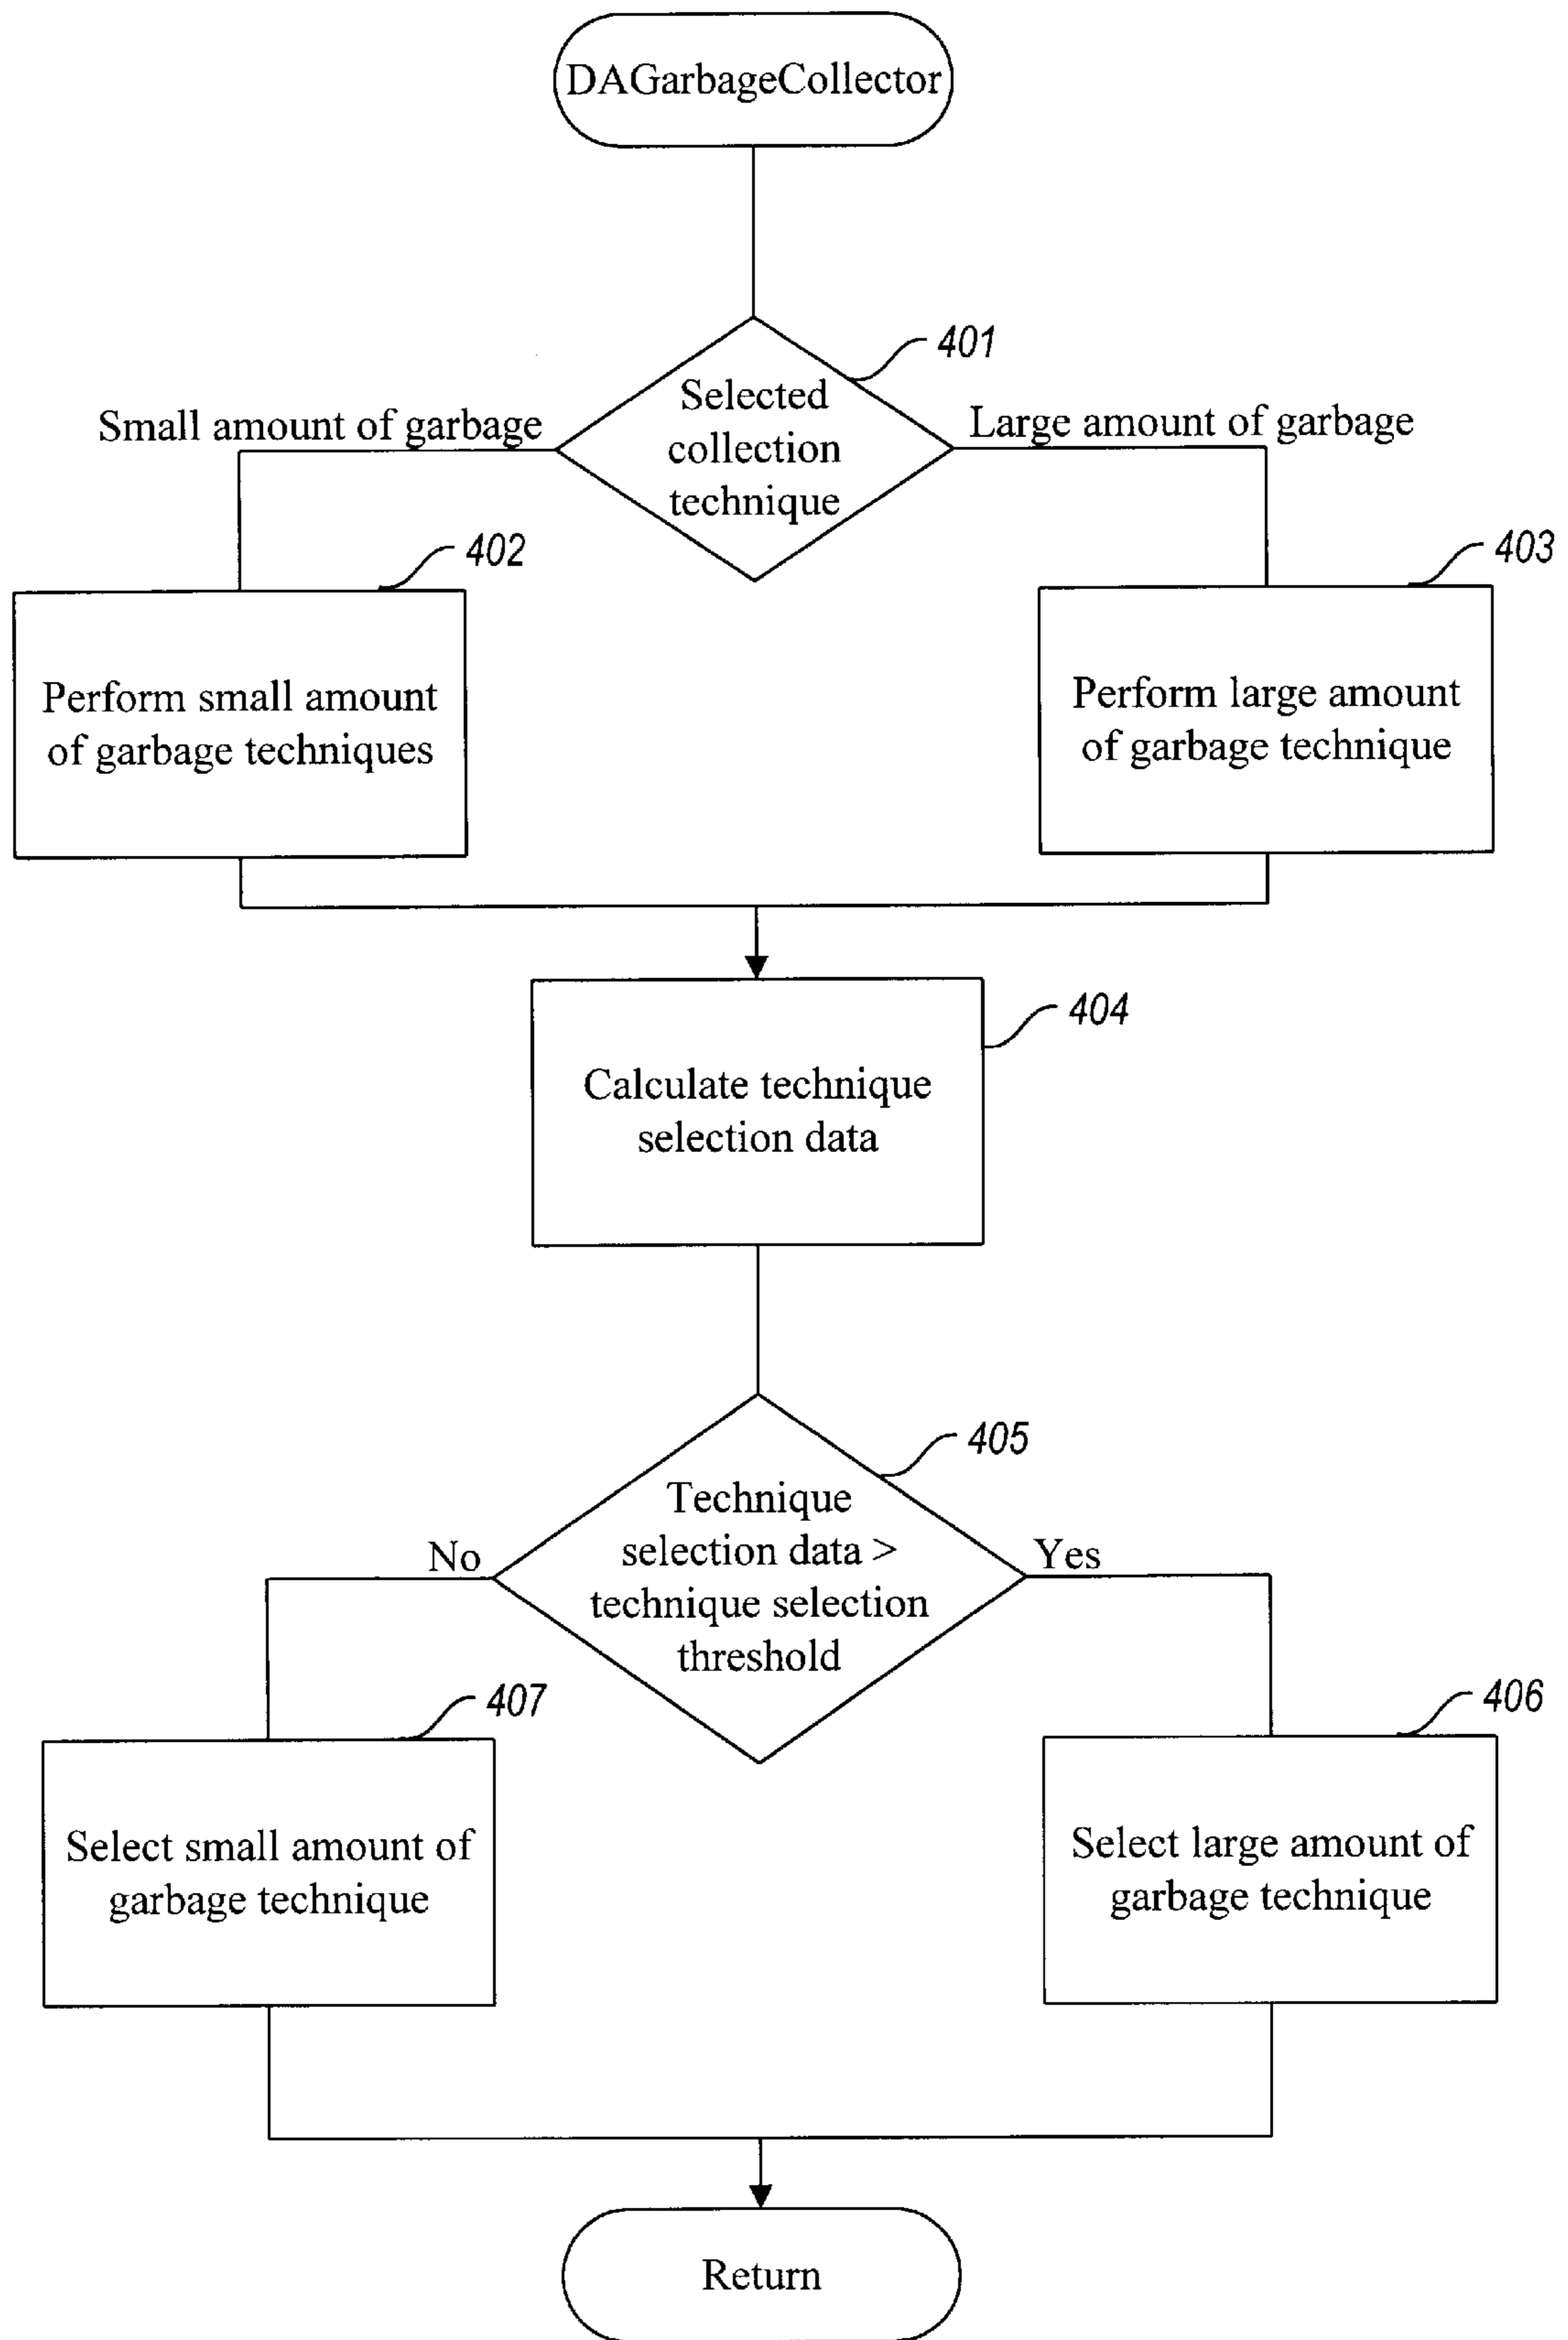 DAGarbageCollector
401
Selected
collection
technique
Small amount of garbage
Large amount of garbage
402
403
Perform small amount
of garbage techniques
Perform large amount
of garbage technique
404
Calculate technique
selection data
405
Technique
selection data >
technique selection
threshold
No
Yes
407
406
Select small amount of
garbage technique
Select large amount of
garbage technique
Return